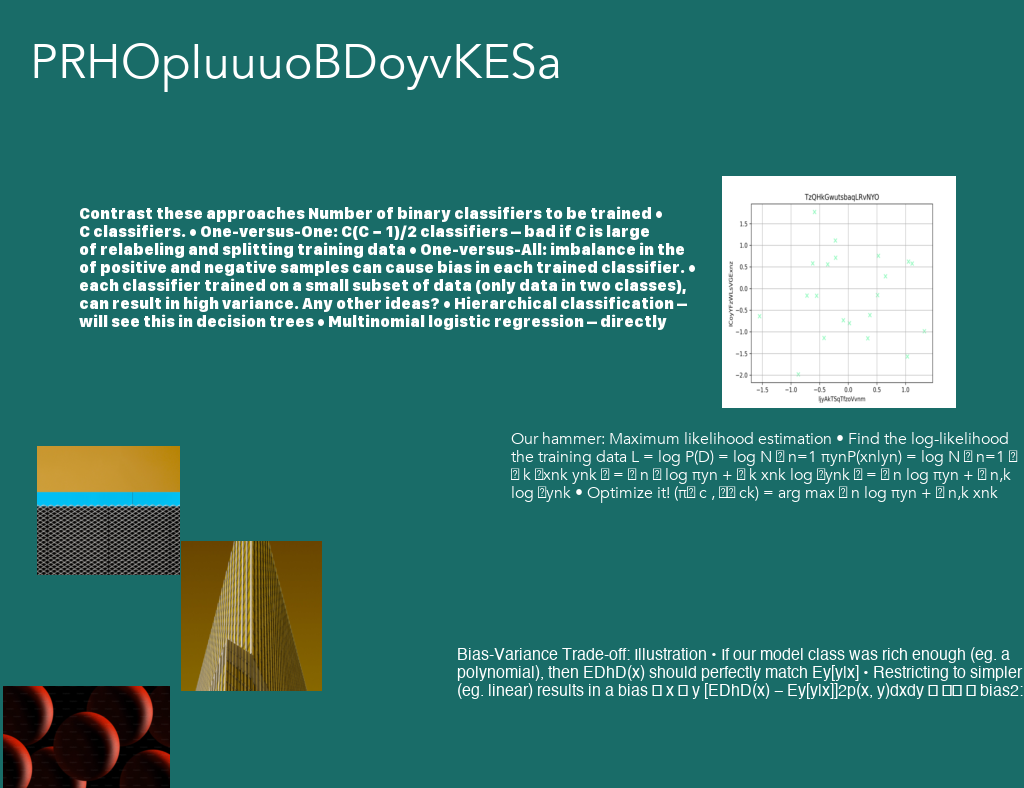 PRHOpIuuuoBDoyvKESa
Contrast these approaches Number of binary classifiers to be trained •
C classifiers. • One-versus-One: C(C − 1)/2 classifiers – bad if C is large
of relabeling and splitting training data • One-versus-All: imbalance in the
of positive and negative samples can cause bias in each trained classifier. •
each classifier trained on a small subset of data (only data in two classes),
can result in high variance. Any other ideas? • Hierarchical classification –
will see this in decision trees • Multinomial logistic regression – directly
TzQHkGwutsbaqLRvNYO
1.5
1.0
0.5
0.0
−0.5
−1.0
−1.5
−2.0
−1.5 −1.0 −0.5 0.0 0.5 1.0
Our hammer: Maximum likelihood estimation • Find the log-likelihood
the training data L = log P(D) = log N n=1 πynP(xn|yn) = log N n=1
k xnk ynk = n log πyn + k xnk log ynk = n log πyn + n,k
log ynk • Optimize it! (π c , ck) = arg max n log πyn + n,k xnk
Bias-Variance Trade-off: Illustration • If our model class was rich enough (eg. a
polynomial), then EDhD(x) should perfectly match Ey[y|x] • Restricting to simpler
(eg. linear) results in a bias x y [EDhD(x) − Ey[y|x]]2p(x, y)dxdy bias2: